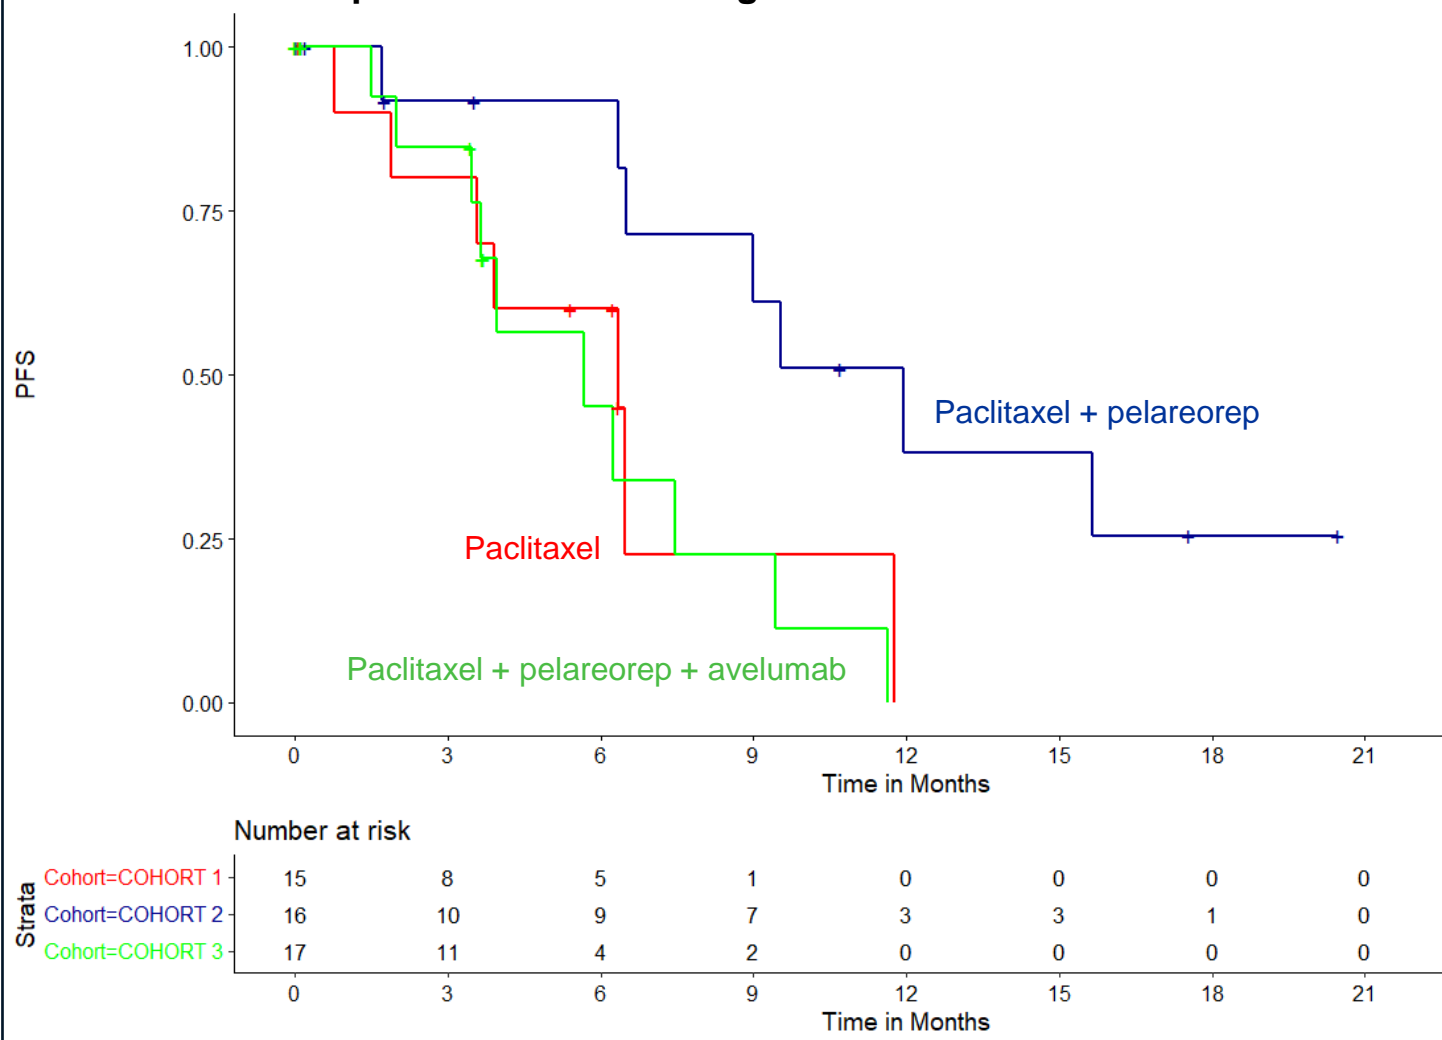 1.00
0.75
0.50
0.25
0.00
PFS
Paclitaxel + pelareorep
Paclitaxel
Paclitaxel + pelareorep + avelumab
0 3 6 9 12 15 18 21
Time in Months
Number at risk
Strata
Cohort=COHORT 1 15 8 5 1 0 0 0 0
Cohort=COHORT 2 16 10 9 7 3 3 1 0
Cohort=COHORT 3 17 11 4 2 0 0 0 0
0 3 6 9 12 15 18 21
Time in Months